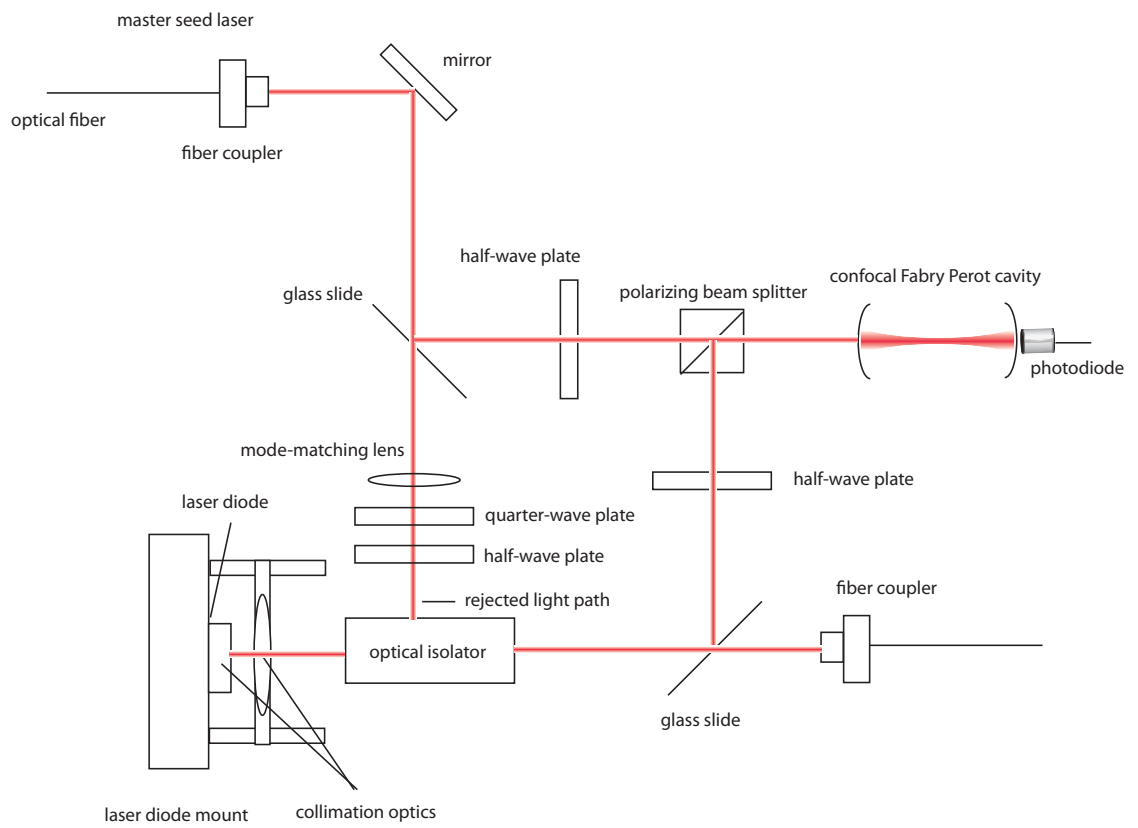 master seed laser
mirror
optical fiber
fiber coupler
half-wave plate
confocal Fabry Perot cavity
glass slide
polarizing beam splitter
photodiode
mode-matching lens
half-wave plate
laser diode
quarter-wave plate
half-wave plate
rejected light path
fiber coupler
optical isolator
glass slide
laser diode mount
collimation optics